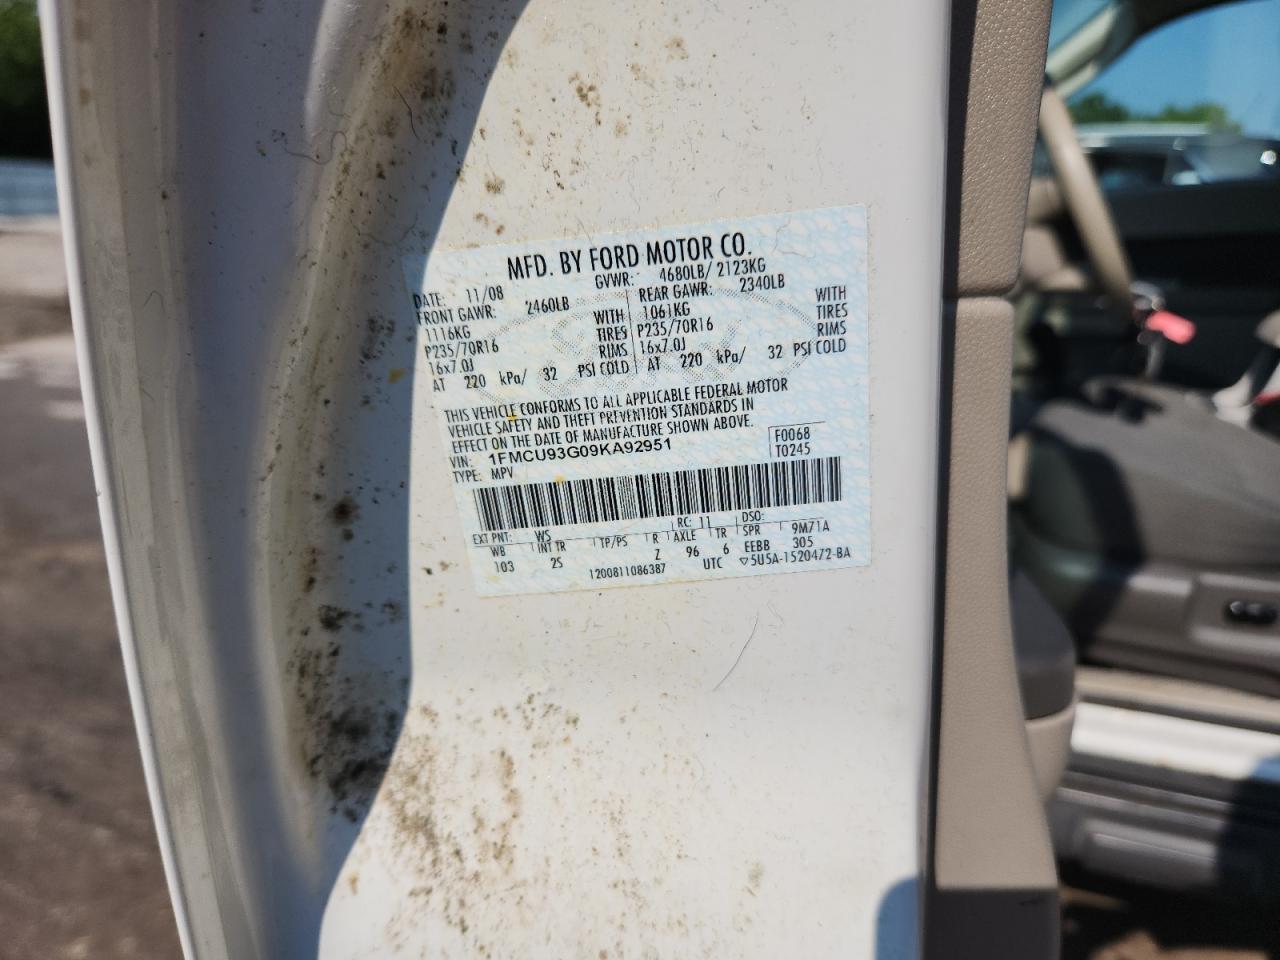 MFD. BY FORD MOTOR CO.
DATE: 11/08 GVWR: 4680LB/ 2123KG
FRONT GAWR: 2460LB REAR GAWR: 2340LB
1116KG WITH 1061KG WITH
P235/70R16 TIRES P235/70R16 TIRES
16x7.0J RIMS 16x7.0J RIMS
AT 220 kPa/ 32 PSI COLD AT 220 kPa/ 32 PSI COLD
THIS VEHICLE CONFORMS TO ALL APPLICABLE FEDERAL MOTOR
VEHICLE SAFETY AND THEFT PREVENTION STANDARDS IN
EFFECT ON THE DATE OF MANUFACTURE SHOWN ABOVE.
VIN: 1FMCU93G09KA92951 F0068
TYPE: MPV T0245
EXT PNT: WS RC: 11 DSO:
WB INT TR TP/PS R AXLE TR SPR 9M71A
103 2S Z 96 6 EEBB 305
1200811086387 UTC ▽5U5A-1520472-BA